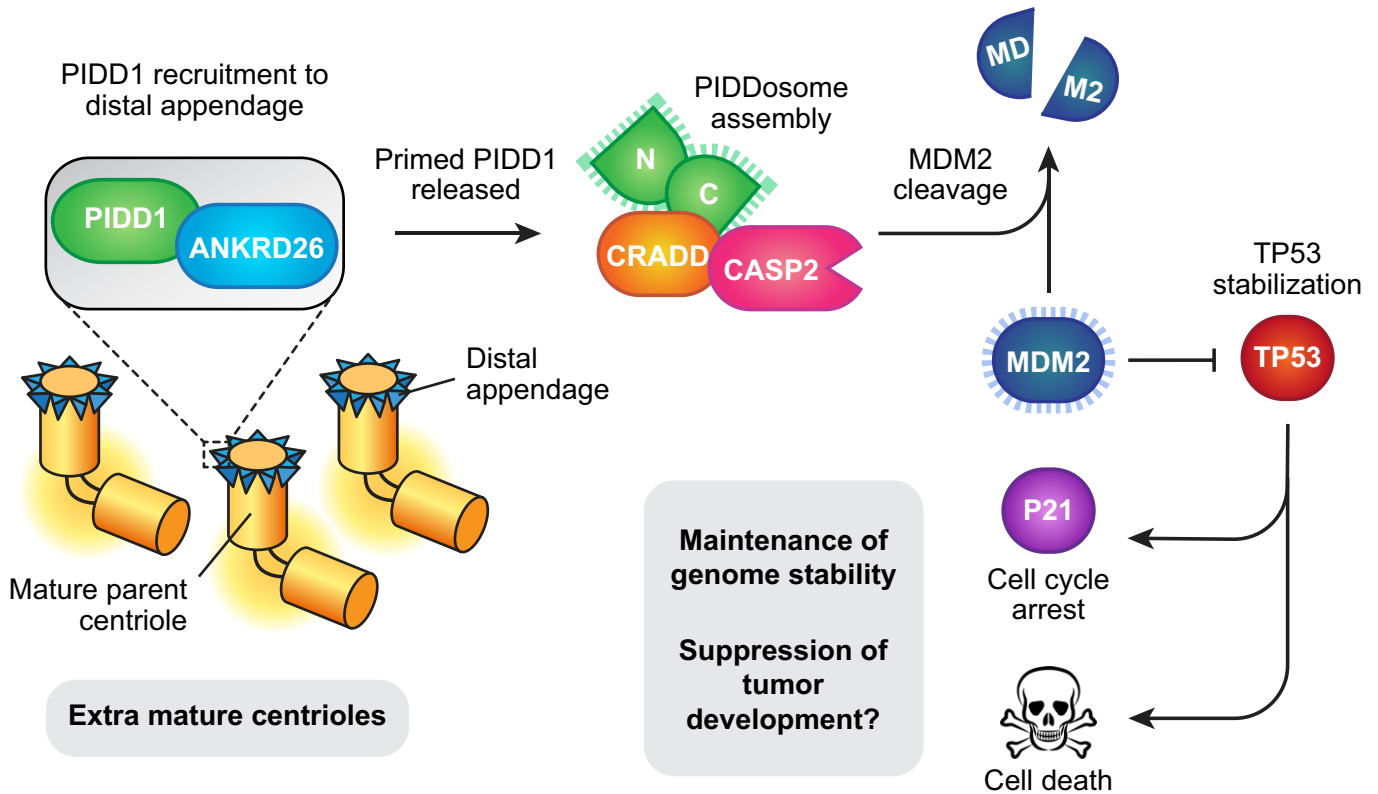 PIDD1 recruitment to
distal appendage
PIDD1
ANKRD26
Primed PIDD1
released
PIDDosome
assembly
N
C
CRADD
CASP2
MDM2
cleavage
MD
M2
MDM2
TP53
stabilization
TP53
Distal
appendage
Mature parent
centriole
Extra mature centrioles
Maintenance of
genome stability
Suppression of
tumor
development?
P21
Cell cycle
arrest
Cell death